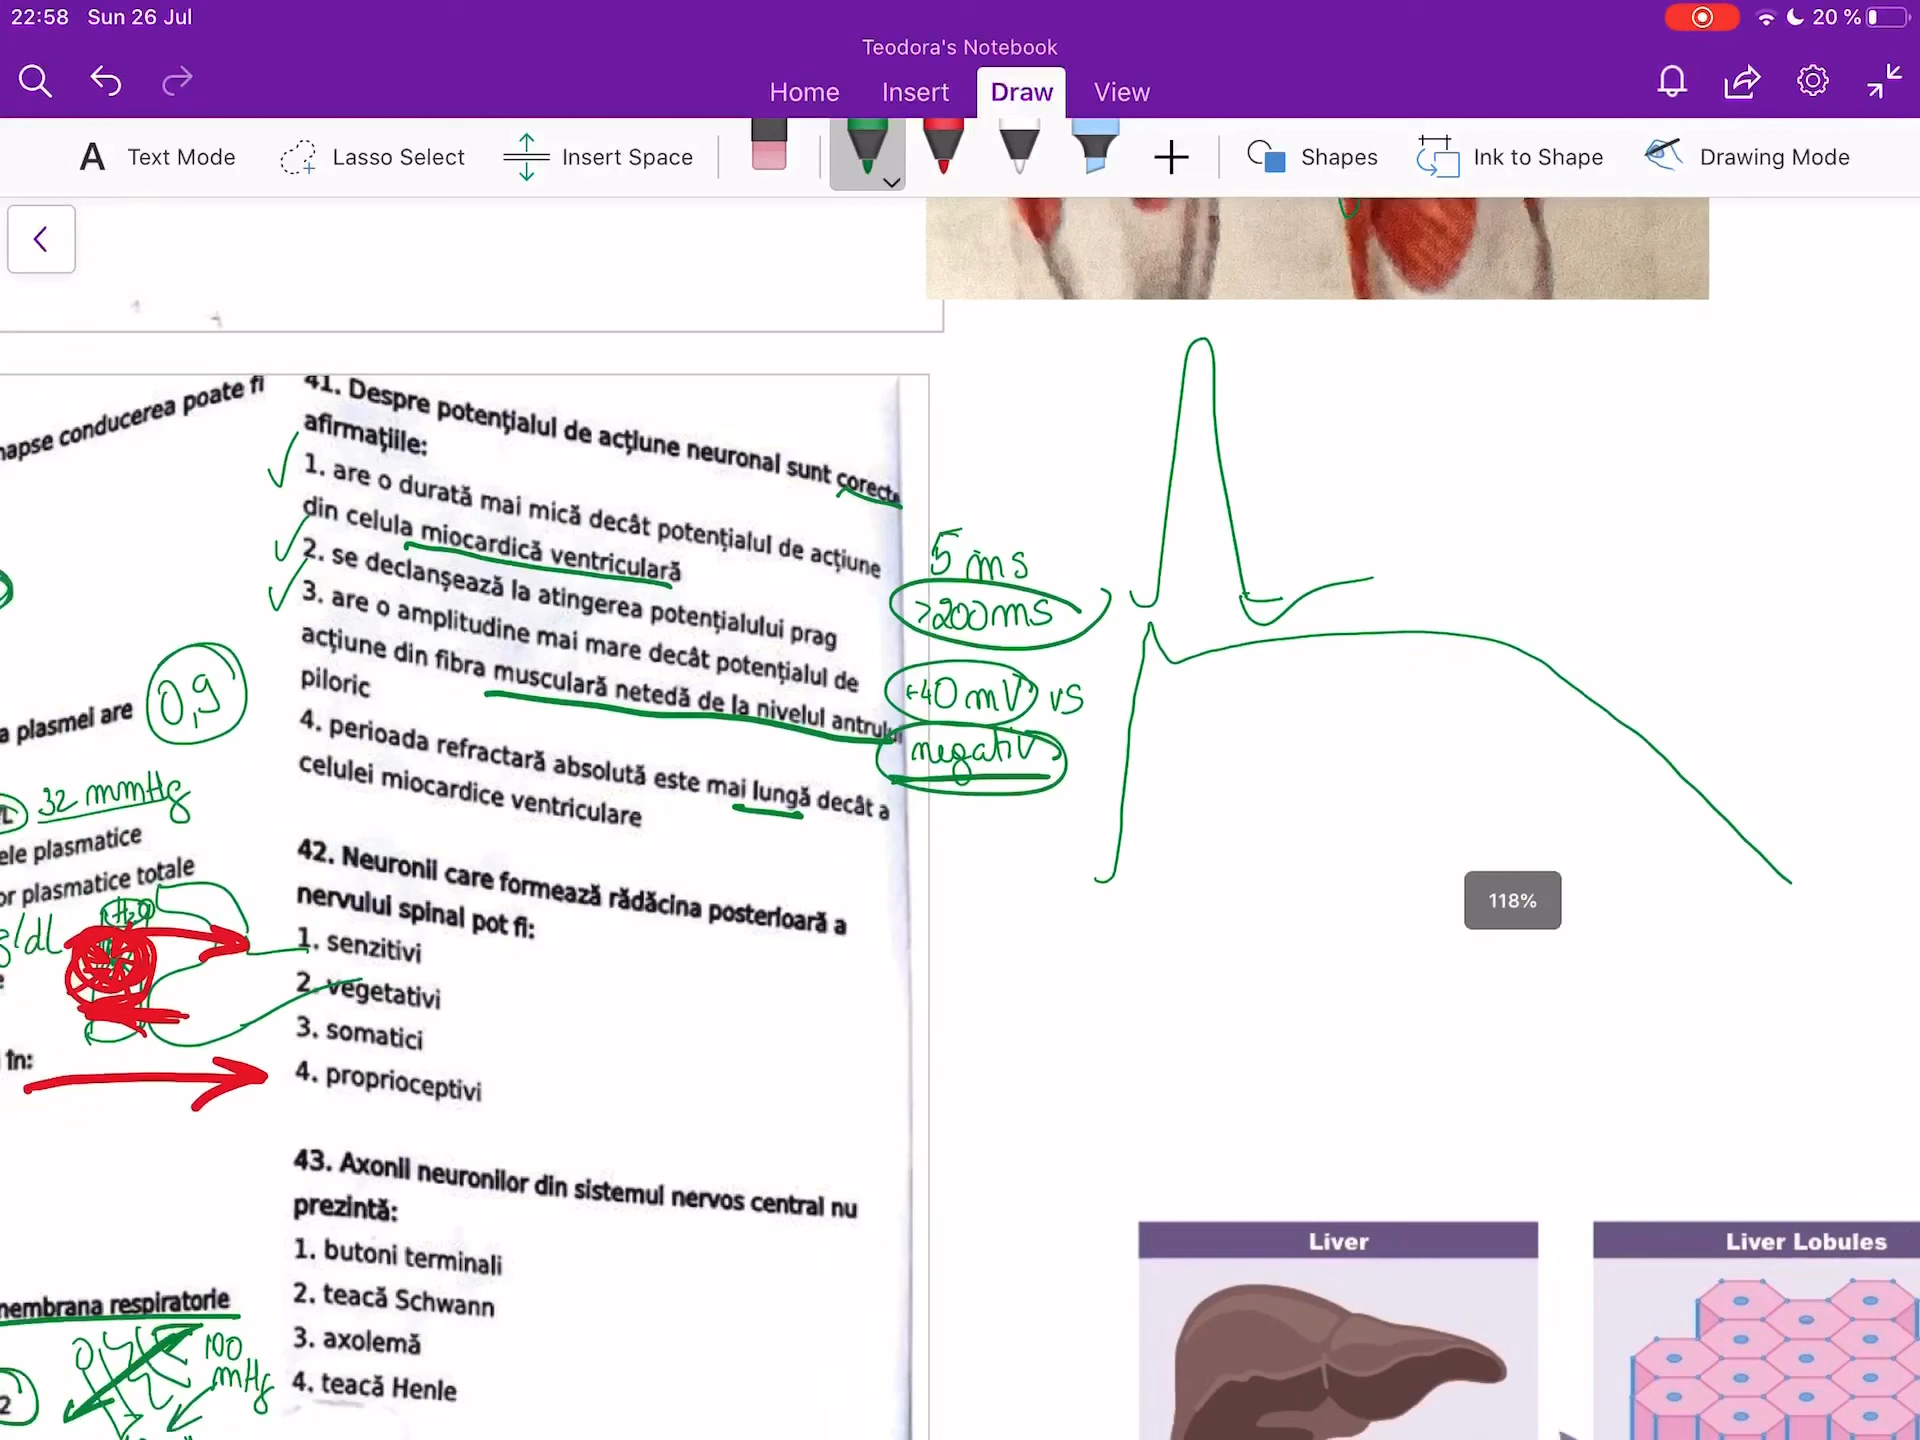 22:58 Sun 26 Jul
20 %
Teodora's Notebook
Home Insert Draw View
A Text Mode Lasso Select Insert Space Shapes Ink to Shape Drawing Mode
napse conducerea poate fi
a plasmei are 0,9
32 mmHg
ele plasmatice
or plasmatice totale
H₂O
g/dl
în:
membrana respiratorie
100
mHg
2
41. Despre potențialul de acțiune neuronal sunt corecte
afirmațiile:
1. are o durată mai mică decât potențialul de acțiune
din celula miocardică ventriculară
2. se declanșează la atingerea potențialului prag
3. are o amplitudine mai mare decât potențialul de
acțiune din fibra musculară netedă de la nivelul antrului
piloric
4. perioada refractară absolută este mai lungă decât a
celulei miocardice ventriculare
42. Neuronii care formează rădăcina posterioară a
nervului spinal pot fi:
1. senzitivi
2. vegetativi
3. somatici
4. proprioceptivi
43. Axonii neuronilor din sistemul nervos central nu
prezintă:
1. butoni terminali
2. teacă Schwann
3. axolemă
4. teacă Henle
5 ms
>200ms
+40 mV vs
negativ
118%
Liver
Liver Lobules